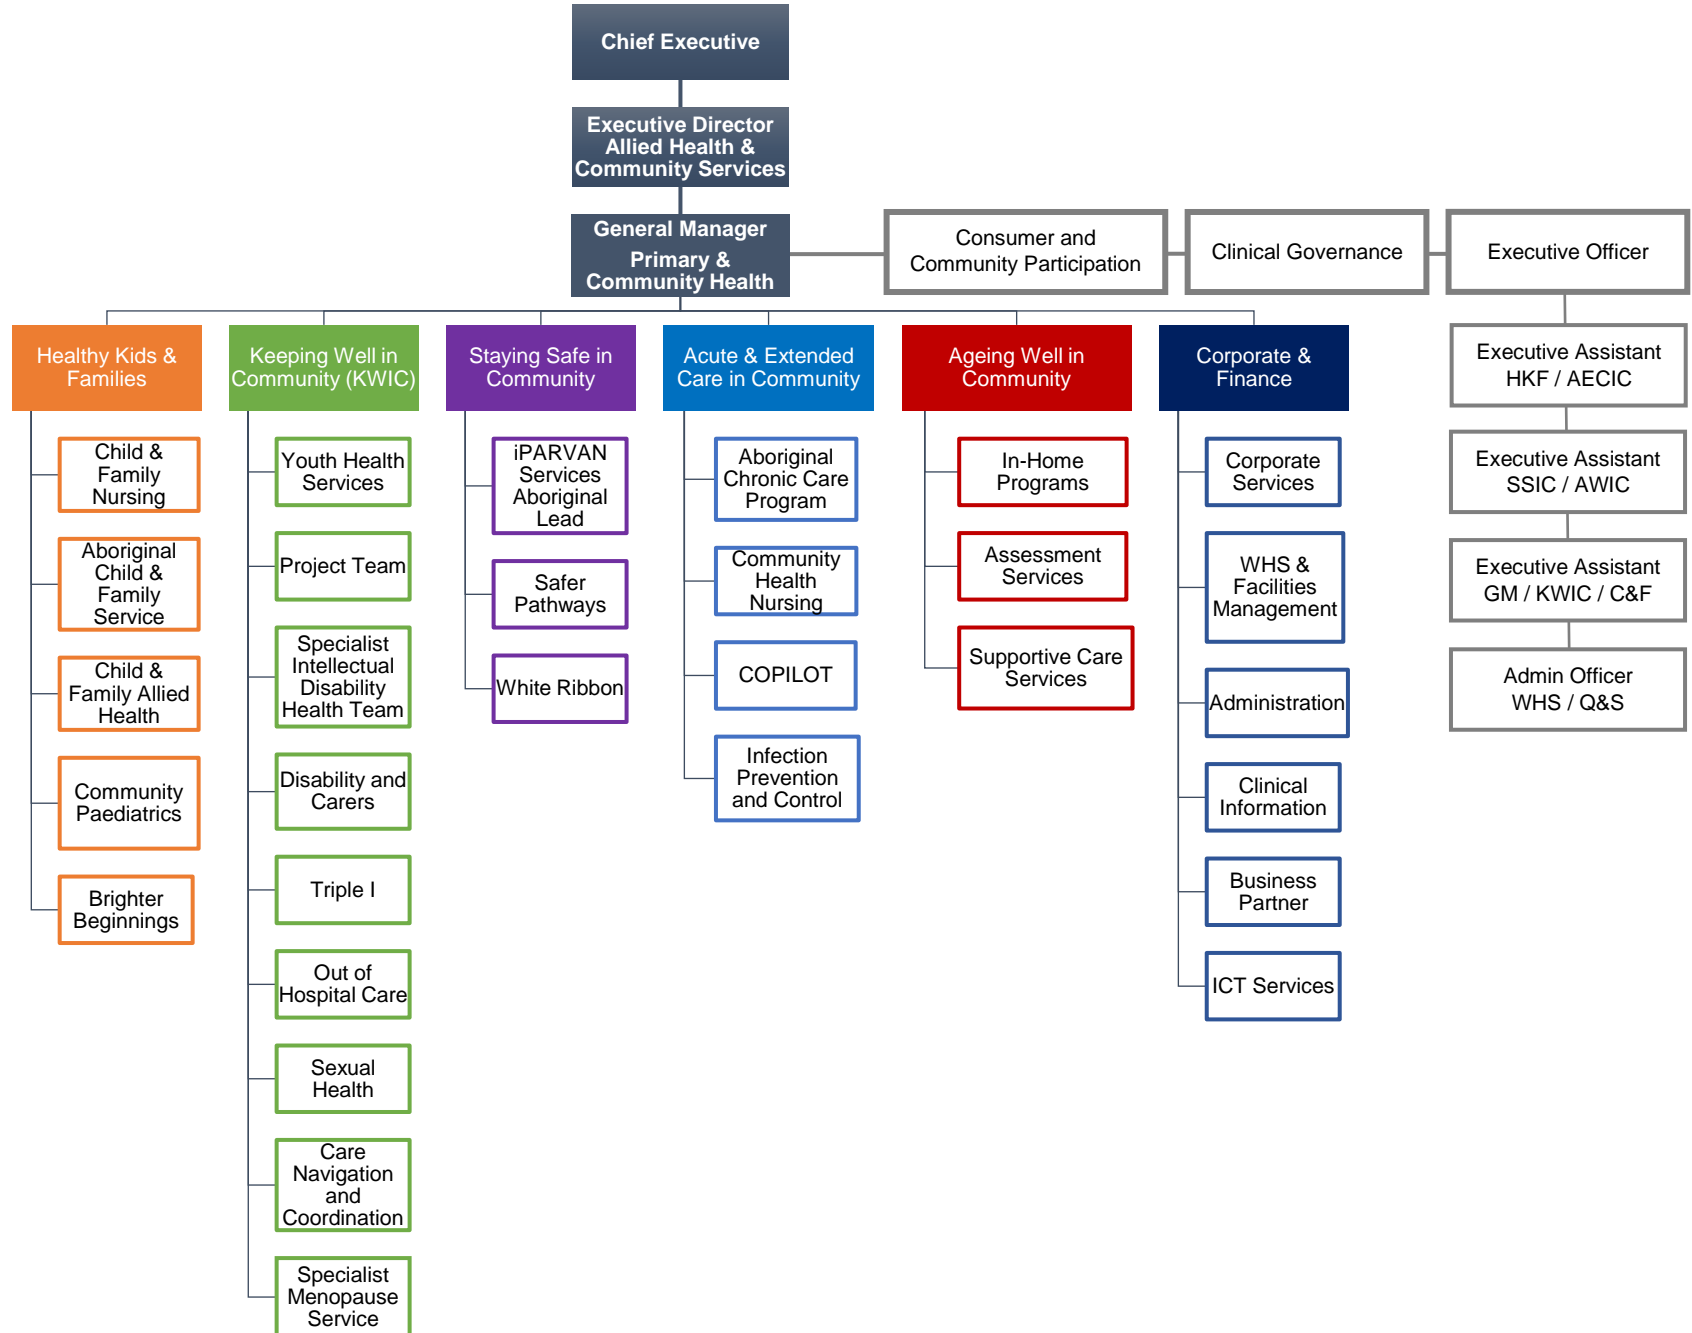 Chief Executive
Executive Director
Allied Health &
Community Services
General Manager
Primary &
Community Health
Consumer and
Community Participation
Clinical Governance
Executive Officer
Healthy Kids &
Families
Keeping Well in
Community (KWIC)
Staying Safe in
Community
Acute & Extended
Care in Community
Ageing Well in
Community
Corporate &
Finance
Executive Assistant
HKF / AECIC
Executive Assistant
SSIC / AWIC
Executive Assistant
GM / KWIC / C&F
Admin Officer
WHS / Q&S
Child &
Family
Nursing
Aboriginal
Child &
Family
Service
Child &
Family Allied
Health
Community
Paediatrics
Brighter
Beginnings
Youth Health
Services
Project Team
Specialist
Intellectual
Disability
Health Team
Disability and
Carers
Triple I
Out of
Hospital Care
Sexual
Health
Care
Navigation
and
Coordination
Specialist
Menopause
Service
iPARVAN
Services
Aboriginal
Lead
Safer
Pathways
White Ribbon
Aboriginal
Chronic Care
Program
Community
Health
Nursing
COPILOT
Infection
Prevention
and Control
In-Home
Programs
Assessment
Services
Supportive Care
Services
Corporate
Services
WHS &
Facilities
Management
Administration
Clinical
Information
Business
Partner
ICT Services